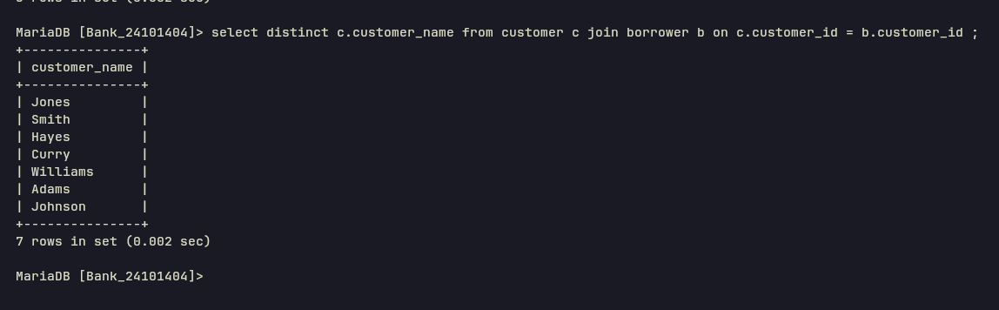 MariaDB [Bank_24101404]> select distinct c.customer_name from customer c join borrower b on c.customer_id = b.customer_id ;
+---------------+
| customer_name |
+---------------+
| Jones         |
| Smith         |
| Hayes         |
| Curry         |
| Williams      |
| Adams         |
| Johnson       |
+---------------+
7 rows in set (0.002 sec)
MariaDB [Bank_24101404]>